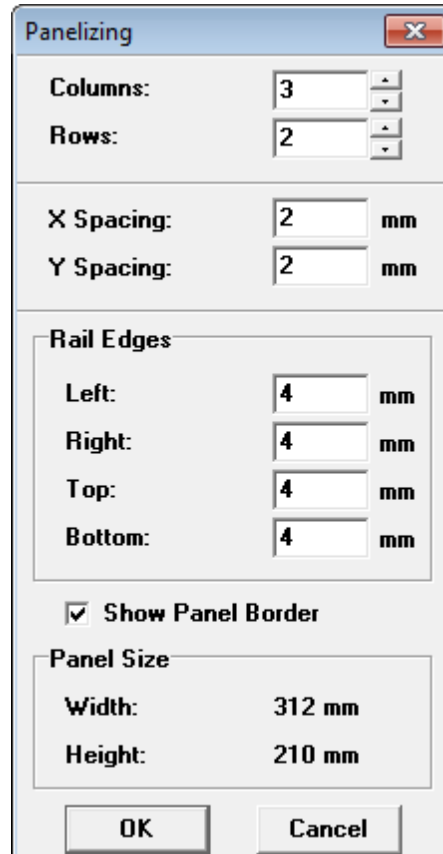 Panelizing
Columns: 3
Rows: 2
X Spacing: 2 mm
Y Spacing: 2 mm
Rail Edges
Left: 4 mm
Right: 4 mm
Top: 4 mm
Bottom: 4 mm
Show Panel Border
Panel Size
Width: 312 mm
Height: 210 mm
OK Cancel